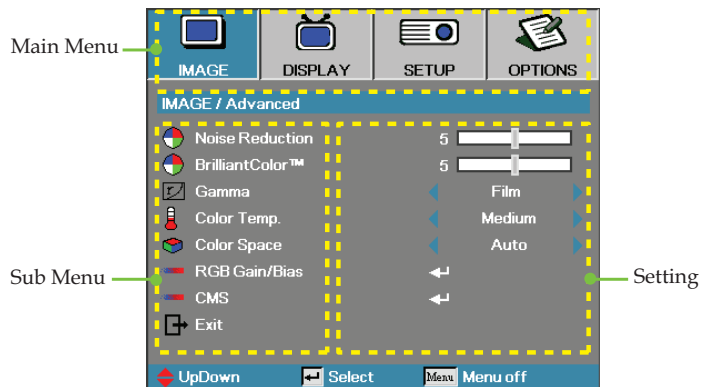 Main Menu
IMAGE DISPLAY SETUP OPTIONS
IMAGE / Advanced
Noise Reduction 5
BrilliantColor™ 5
Gamma Film
Color Temp. Medium
Color Space Auto
RGB Gain/Bias
Sub Menu
Setting
CMS
Exit
UpDown Select Menu Menu off